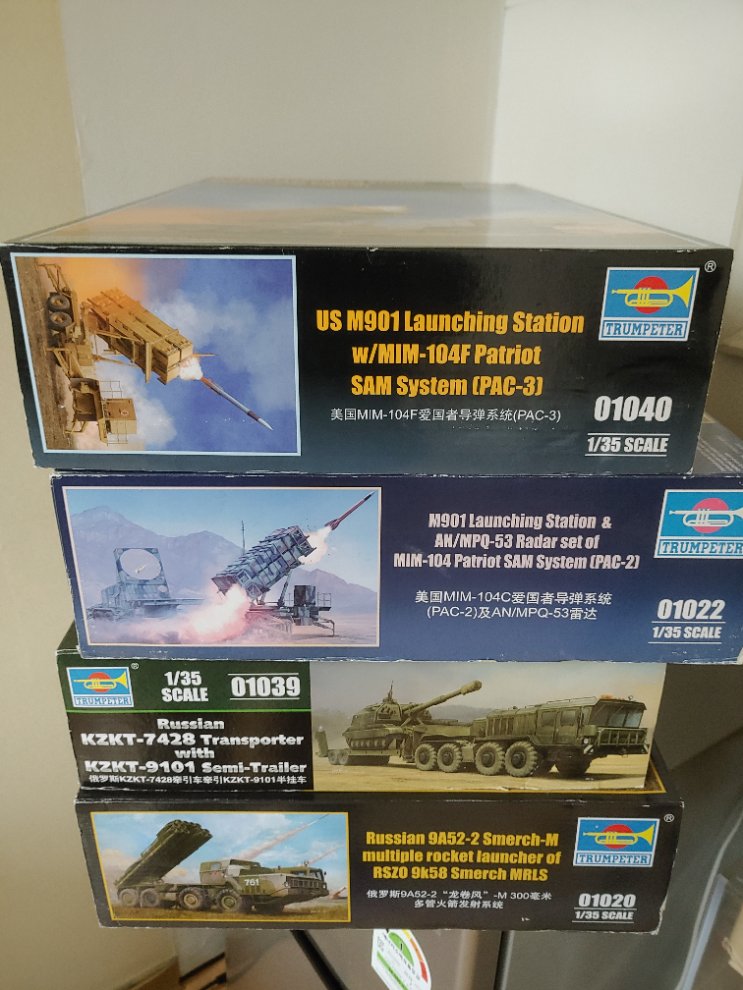 US M901 Launching Station
w/MIM-104F Patriot
SAM System (PAC-3)
美国MIM-104F爱国者导弹系统(PAC-3)
TRUMPETER
®
01040
1/35 SCALE
M901 Launching Station &
AN/MPQ-53 Radar set of
MIM-104 Patriot SAM System (PAC-2)
美国MIM-104C爱国者导弹系统
(PAC-2)及AN/MPQ-53雷达
TRUMPETER
01022
1/35 SCALE
TRUMPETER
®
1/35
SCALE
01039
Russian
KZKT-7428 Transporter
with
KZKT-9101 Semi-Trailer
俄罗斯KZKT-7428牵引车牵引KZKT-9101半挂车
761
Russian 9A52-2 Smerch-M
multiple rocket launcher of
RSZO 9k58 Smerch MRLS
俄罗斯9A52-2“龙卷风”-M 300毫米
多管火箭发射系统
TRUMPETER
®
01020
1/35 SCALE